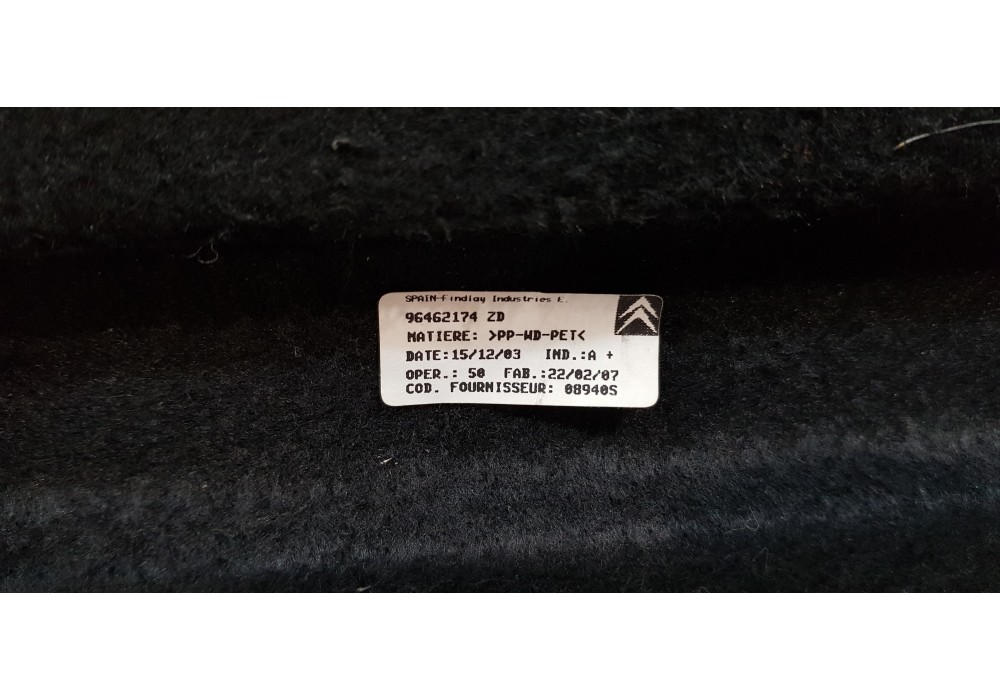 SPAIN-findlay Industries E.
96462174 ZD
MATIERE: >PP-WD-PET<
DATE:15/12/03 IND.:A +
OPER.: 50 FAB.:22/02/07
COD. FOURNISSEUR: 08940S